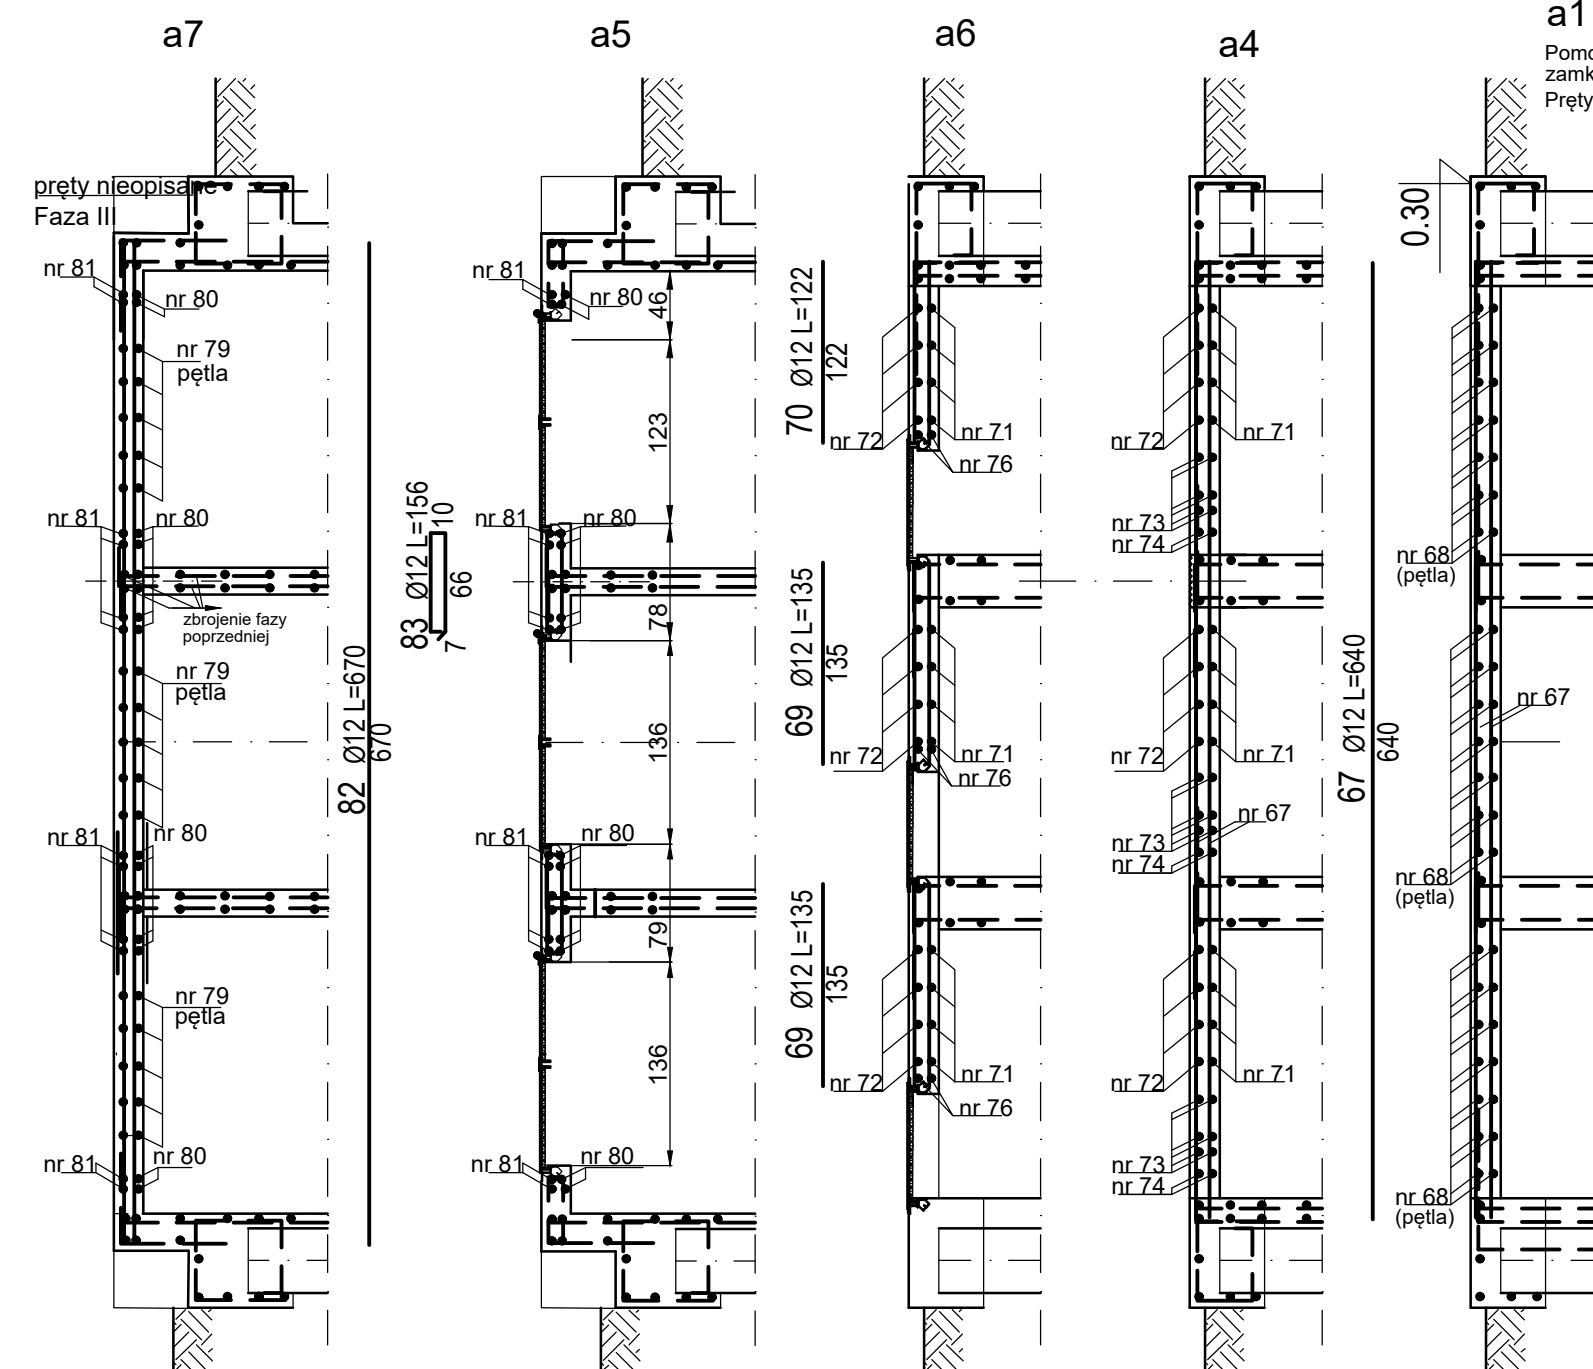 a7
a5
a6
a4
a1
Pomo
zamk
Pręty
pręty nieopisane
Faza III
nr 81
nr 80
nr 79
pętla
nr 81
nr 80
zbrojenie fazy
poprzedniej
nr 79
pętla
nr 81
nr 80
nr 79
pętla
nr 81
nr 80
82 Ø12 L=670
670
83 Ø12 L=156
10
66
7
nr 81
nr 80
46
123
nr 81
nr 80
78
136
nr 81
nr 80
79
136
nr 81
nr 80
70 Ø12 L=122
122
nr 72
nr 71
nr 76
69 Ø12 L=135
135
nr 72
nr 71
nr 76
69 Ø12 L=135
135
nr 72
nr 71
nr 76
nr 72
nr 71
nr 73
nr 74
nr 72
nr 71
nr 67
nr 73
nr 74
nr 72
nr 71
nr 73
nr 74
67 Ø12 L=640
640
0.30
nr 68
(pętla)
nr 67
nr 68
(pętla)
nr 68
(pętla)